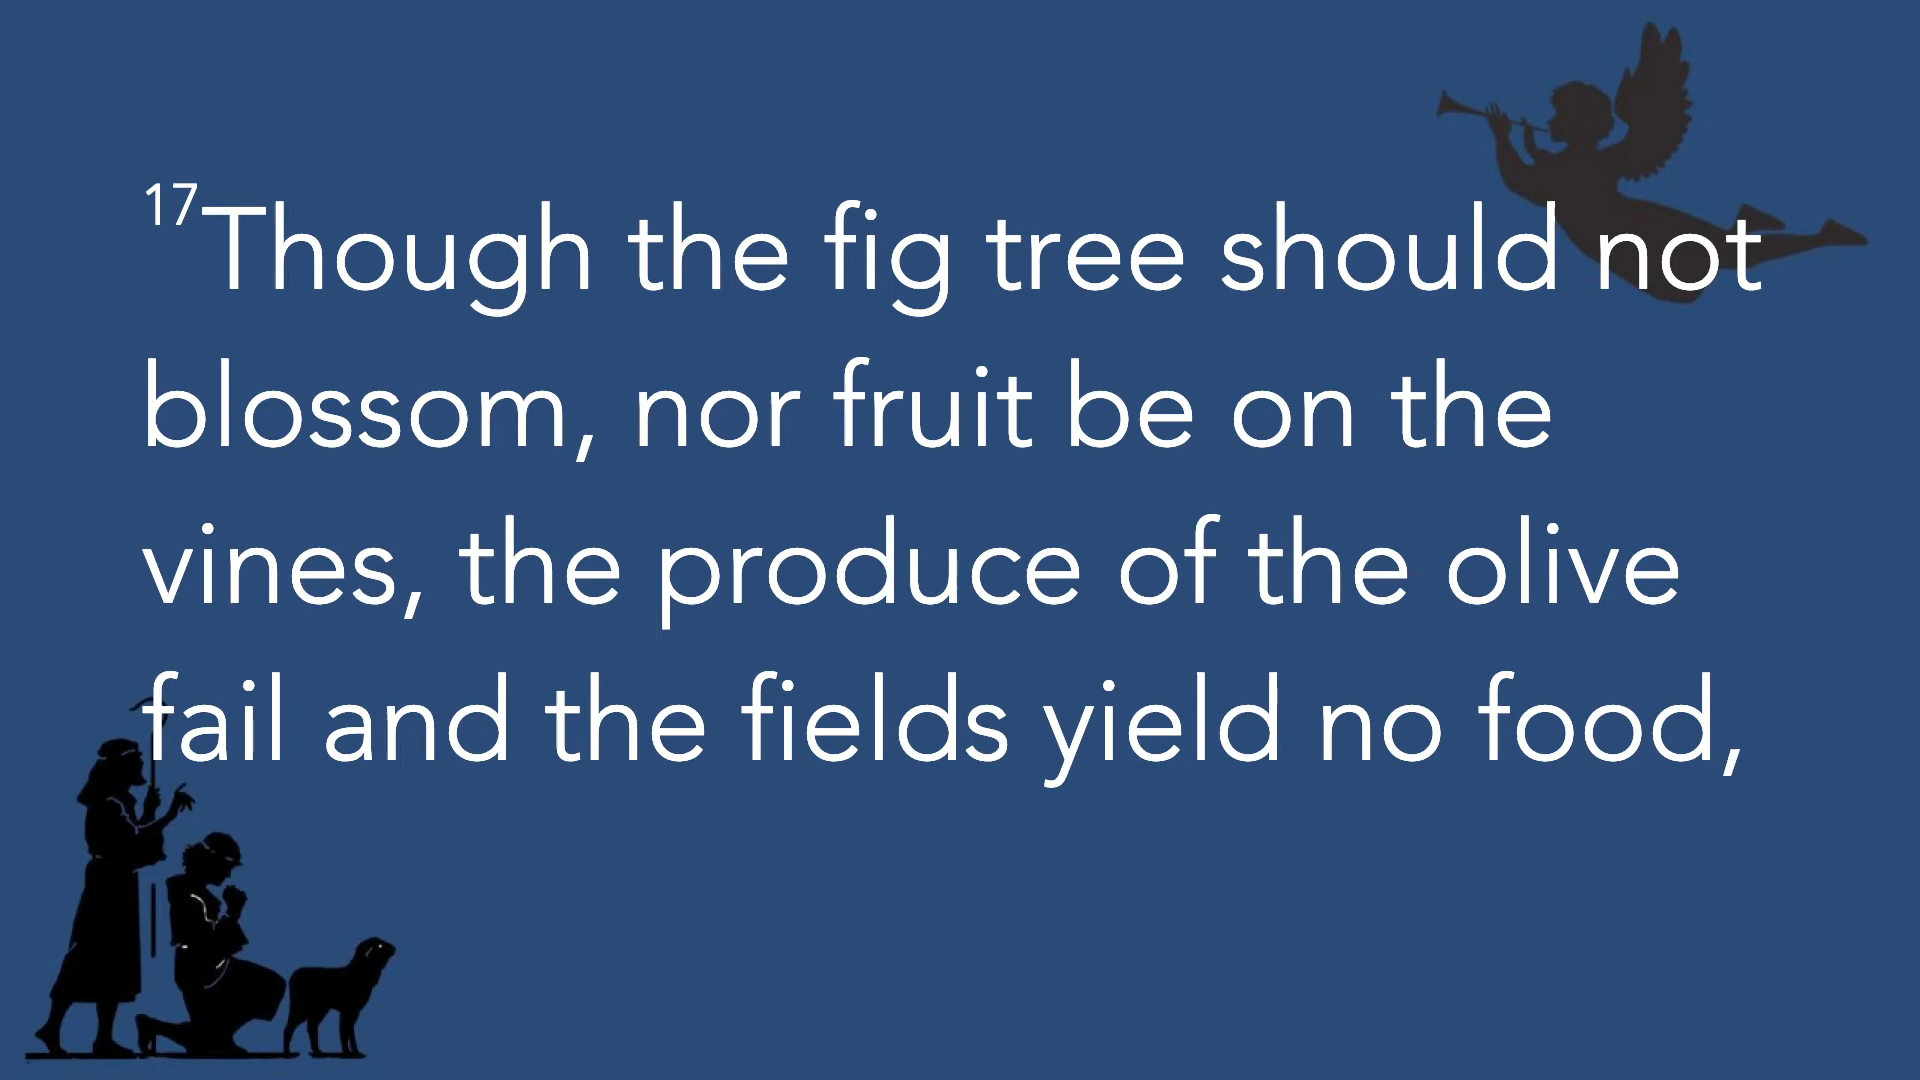 17Though the fig tree should not
blossom, nor fruit be on the
vines, the produce of the olive
fail and the fields yield no food,